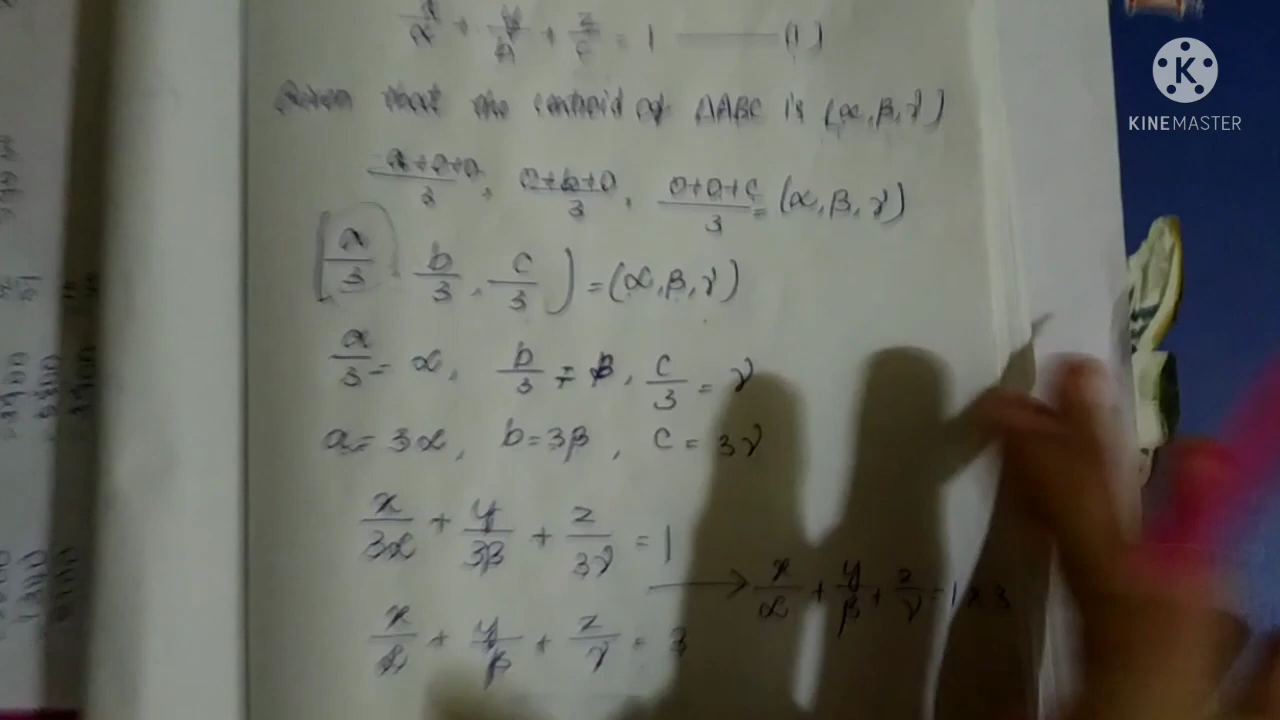 x/a + y/b + z/c = 1 ——— (1)
Given that the centroid of ΔABC is (α, β, γ)
a+0+0/3, 0+b+0/3, 0+0+c/3 = (α, β, γ)
(a/3, b/3, c/3) = (α, β, γ)
a/3 = α, b/3 = β, c/3 = γ
a = 3α, b = 3β, c = 3γ
x/3α + y/3β + z/3γ = 1
→ x/α + y/β + z/γ = 1 × 3
x/α + y/β + z/γ = 3
K
KINEMASTER